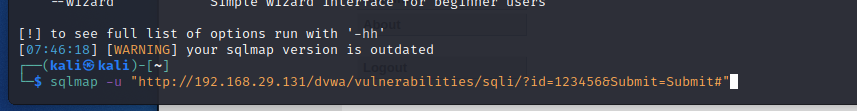 --wizard Simple wizard interface for beginner users
[!] to see full list of options run with '-hh'
[07:46:18] [WARNING] your sqlmap version is outdated
┌──(kali㉿kali)-[~]
└─$ sqlmap -u "http://192.168.29.131/dvwa/vulnerabilities/sqli/?id=123456&Submit=Submit#"
About
Logout